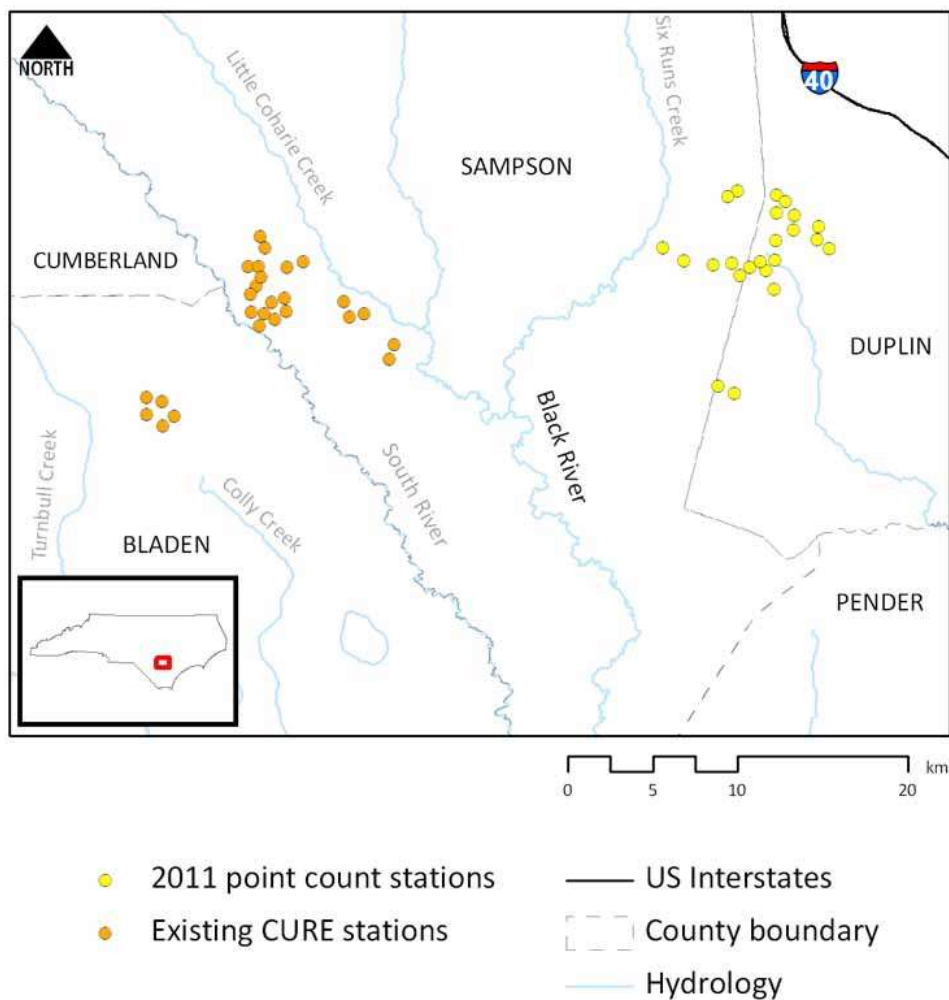 NORTH
Little Coharie Creek
Six Runs Creek
40
SAMPSON
CUMBERLAND
DUPLIN
Black River
South River
Turnbull Creek
Colly Creek
BLADEN
PENDER
km
0 5 10 20
2011 point count stations
US Interstates
Existing CURE stations
County boundary
Hydrology